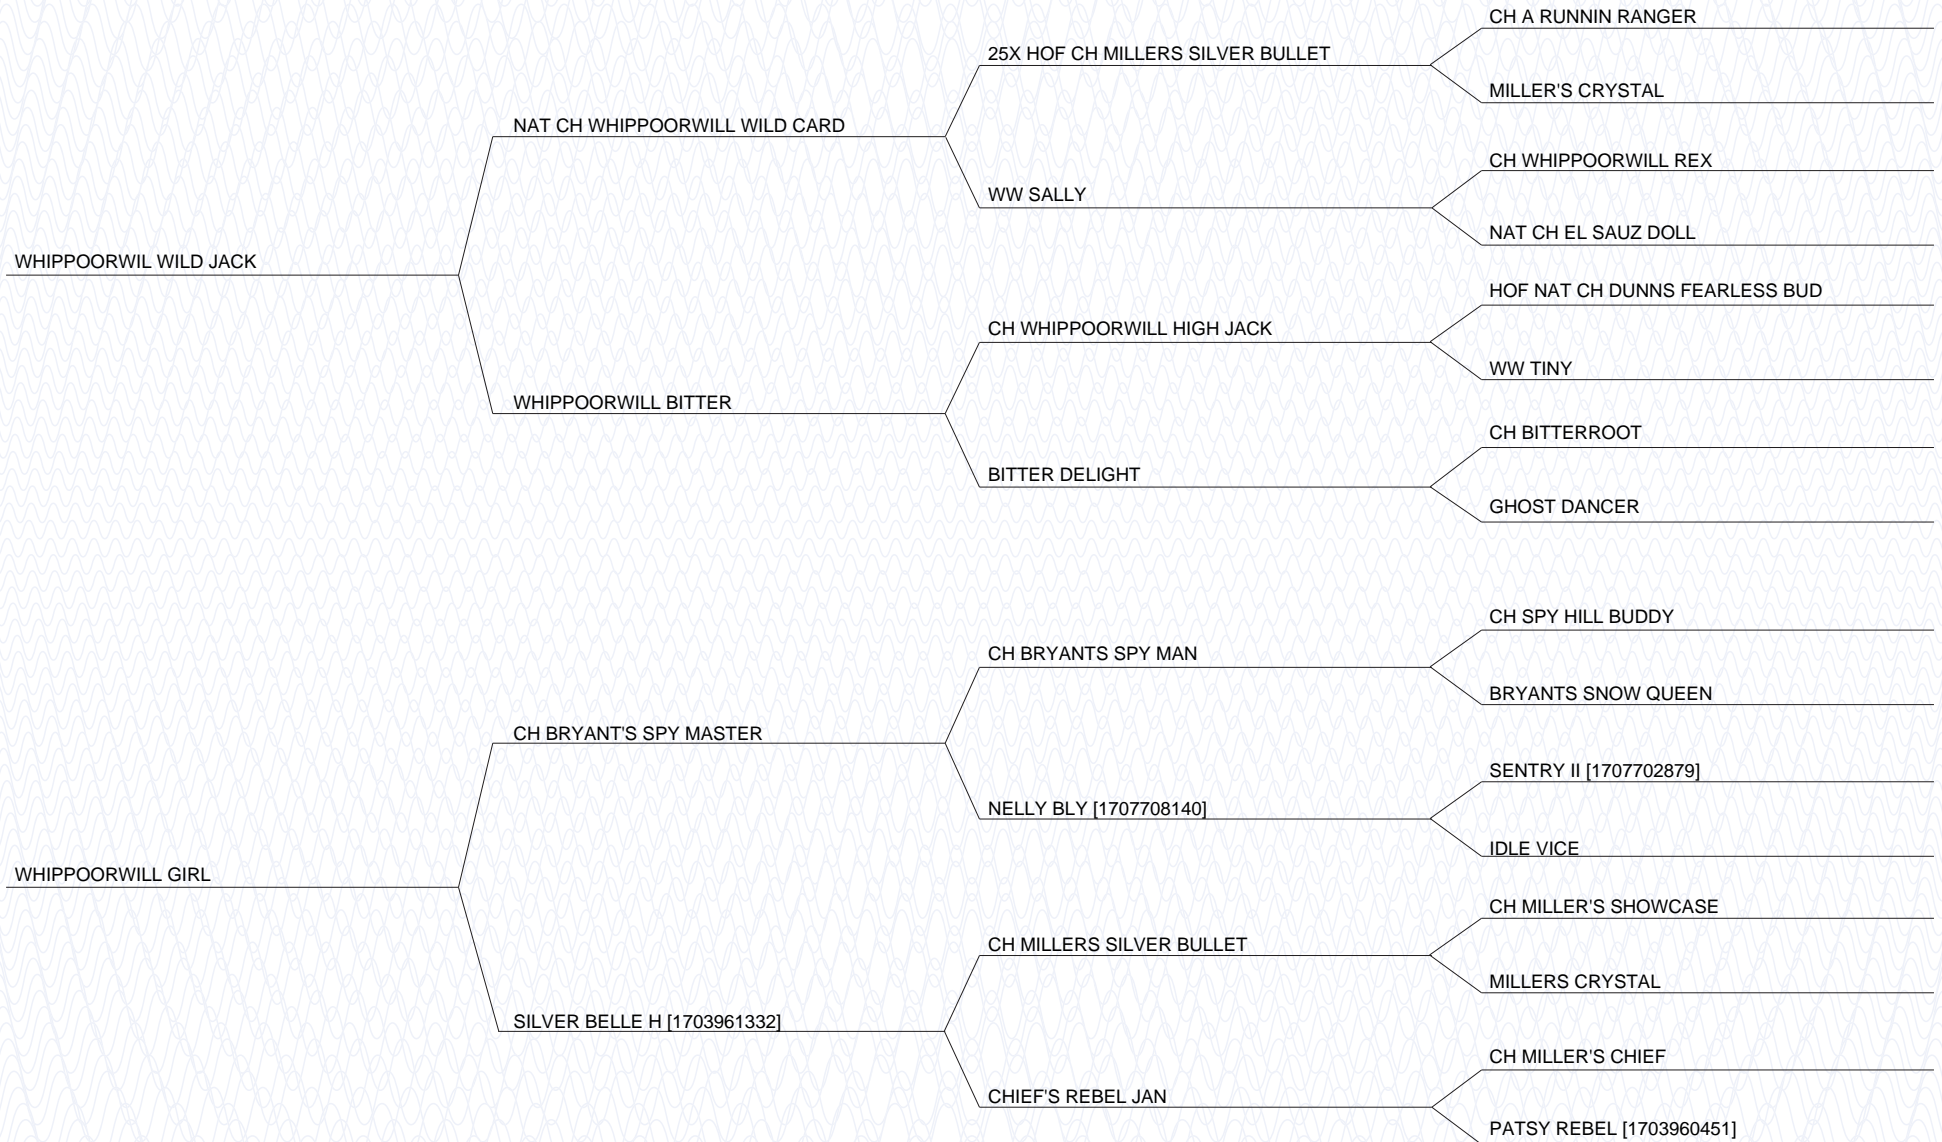 CH A RUNNIN RANGER
25X HOF CH MILLERS SILVER BULLET
MILLER'S CRYSTAL
NAT CH WHIPPOORWILL WILD CARD
CH WHIPPOORWILL REX
WW SALLY
NAT CH EL SAUZ DOLL
WHIPPOORWIL WILD JACK
HOF NAT CH DUNNS FEARLESS BUD
CH WHIPPOORWILL HIGH JACK
WW TINY
WHIPPOORWILL BITTER
CH BITTERROOT
BITTER DELIGHT
GHOST DANCER
CH SPY HILL BUDDY
CH BRYANTS SPY MAN
BRYANTS SNOW QUEEN
CH BRYANT'S SPY MASTER
SENTRY II [1707702879]
NELLY BLY [1707708140]
IDLE VICE
WHIPPOORWILL GIRL
CH MILLER'S SHOWCASE
CH MILLERS SILVER BULLET
MILLERS CRYSTAL
SILVER BELLE H [1703961332]
CH MILLER'S CHIEF
CHIEF'S REBEL JAN
PATSY REBEL [1703960451]